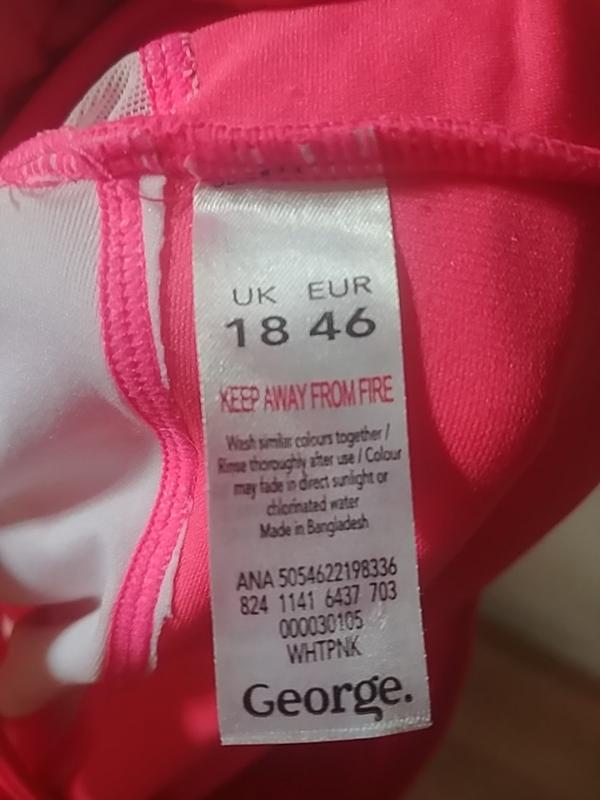 UK EUR
18 46
KEEP AWAY FROM FIRE
Wash similar colours together /
Rinse thoroughly after use / Colour
may fade in direct sunlight or
chlorinated water
Made in Bangladesh
ANA 5054622198336
824 1141 6437 703
000030105
WHTPNK
George.